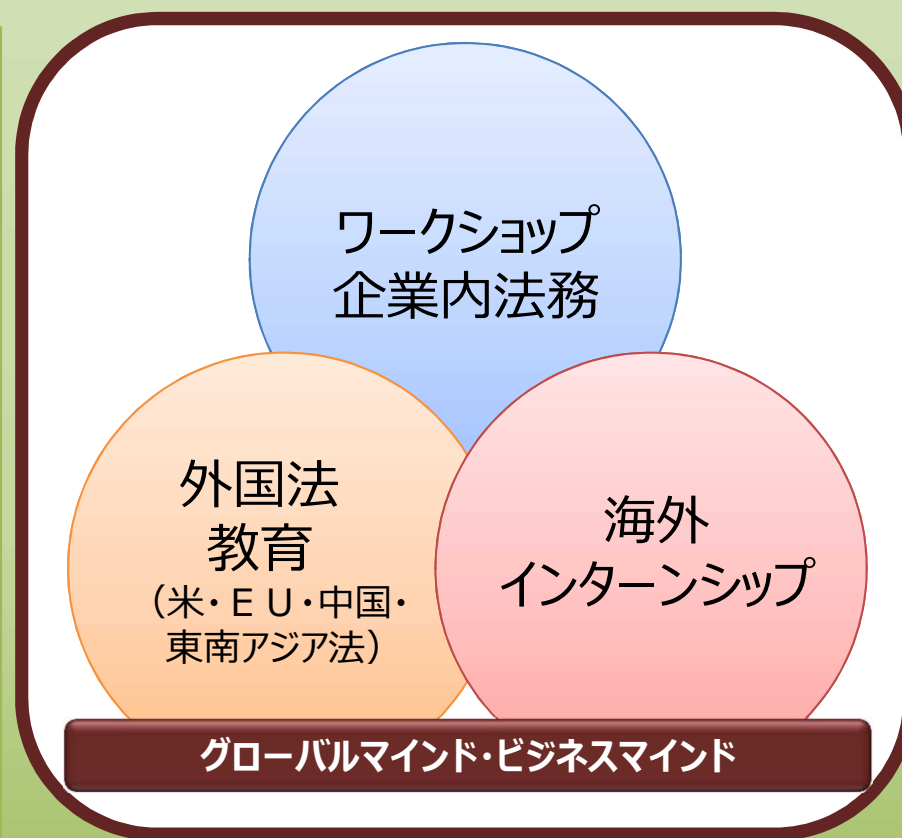 ワークショップ
企業内法務
外国法
教育
（米・ＥＵ・中国・
東南アジア法）
海外
インターンシップ
グローバルマインド・ビジネスマインド